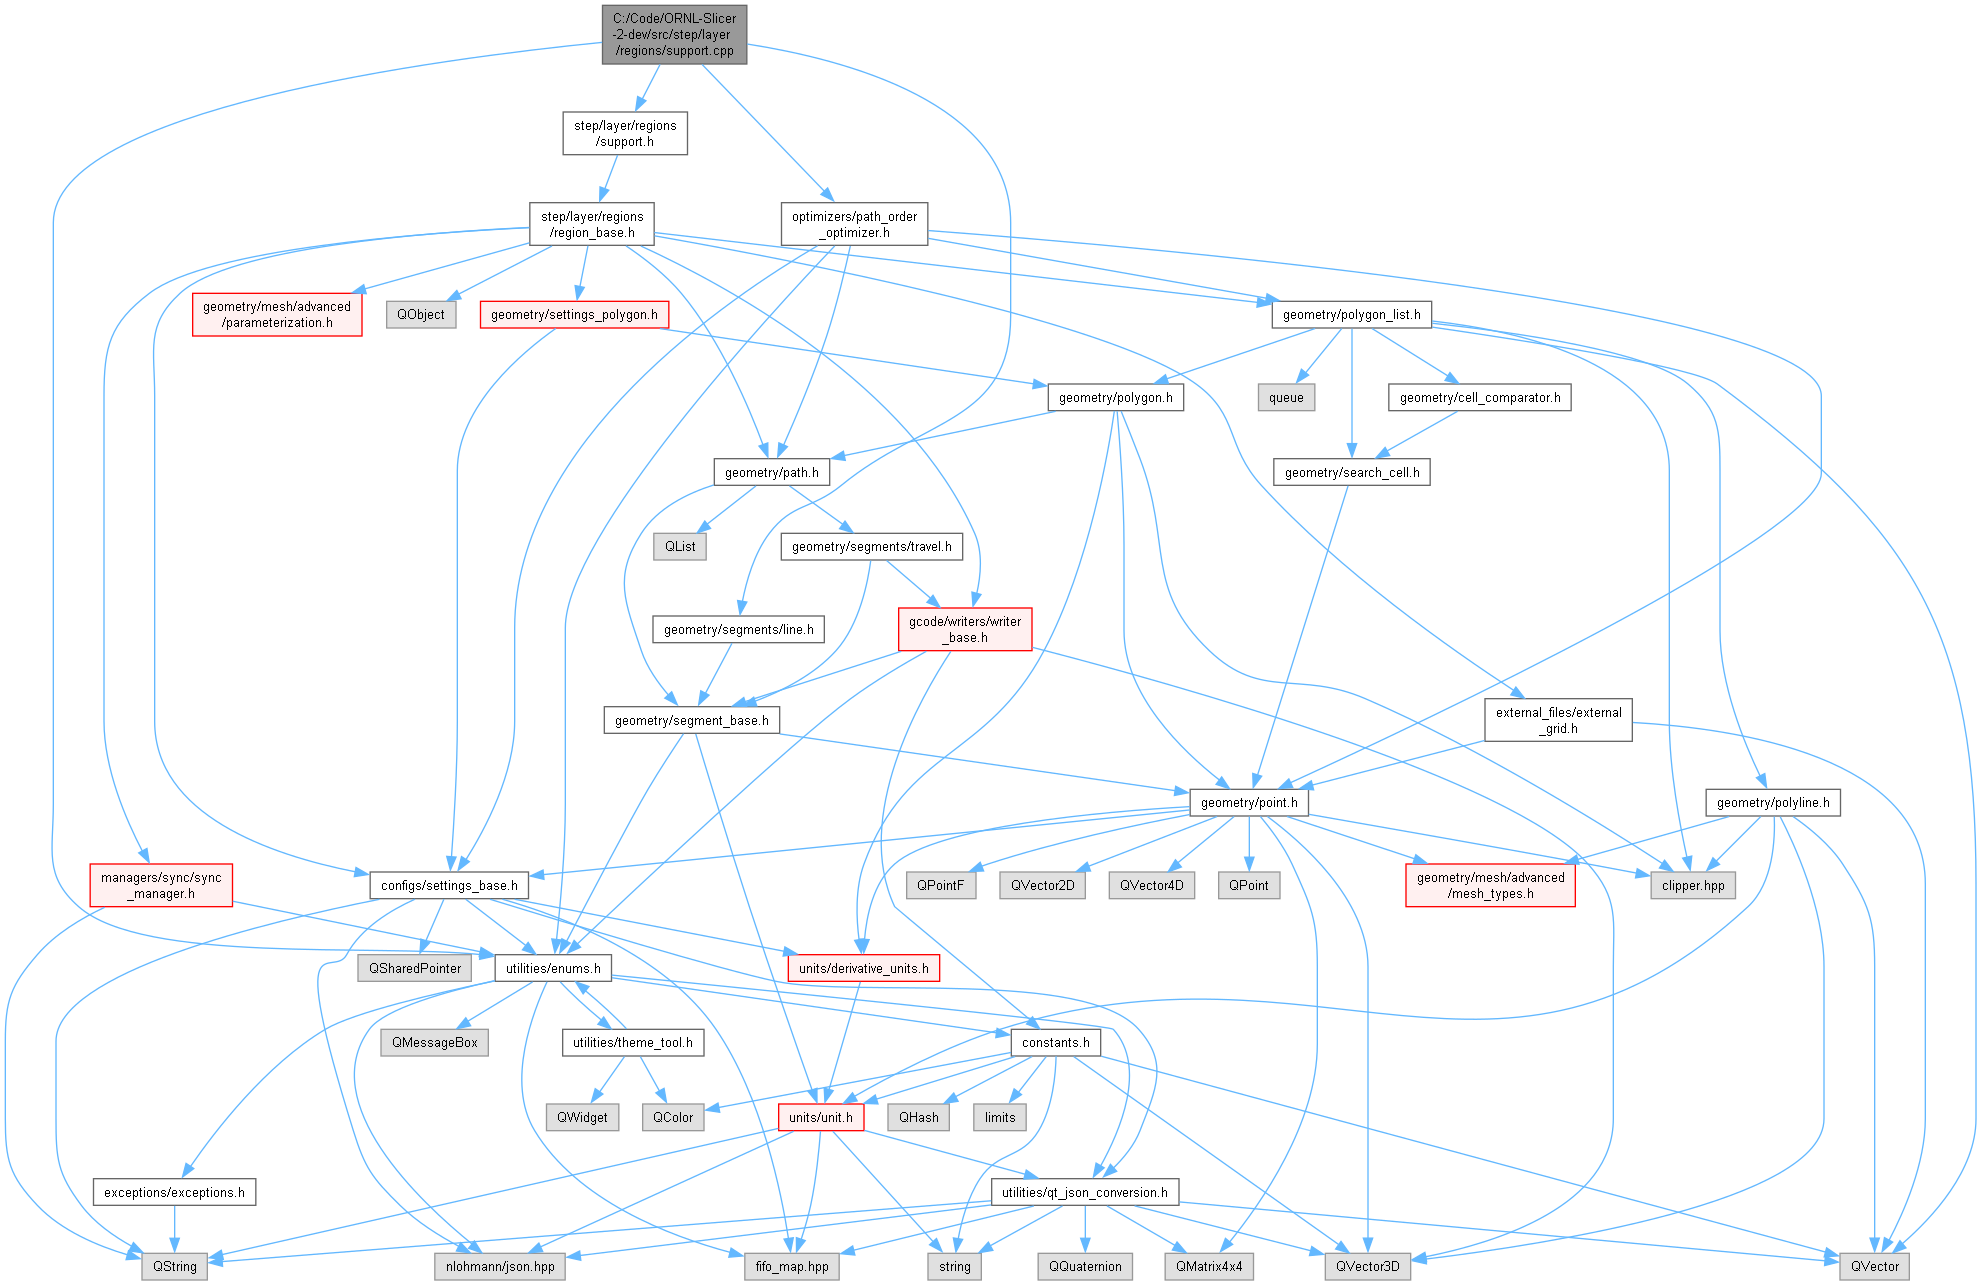 C:/Code/ORNL-Slicer
-2-dev/src/step/layer
/regions/support.cpp
step/layer/regions
/support.h
step/layer/regions
/region_base.h
optimizers/path_order
_optimizer.h
geometry/mesh/advanced
/parameterization.h
QObject
geometry/settings_polygon.h
geometry/polygon_list.h
geometry/polygon.h
queue
geometry/cell_comparator.h
geometry/path.h
geometry/search_cell.h
QList
geometry/segments/travel.h
geometry/segments/line.h
gcode/writers/writer
_base.h
geometry/segment_base.h
external_files/external
_grid.h
geometry/point.h
geometry/polyline.h
managers/sync/sync
_manager.h
configs/settings_base.h
QPointF
QVector2D
QVector4D
QPoint
geometry/mesh/advanced
/mesh_types.h
clipper.hpp
QSharedPointer
utilities/enums.h
units/derivative_units.h
QMessageBox
utilities/theme_tool.h
constants.h
QWidget
QColor
units/unit.h
QHash
limits
exceptions/exceptions.h
utilities/qt_json_conversion.h
QString
nlohmann/json.hpp
fifo_map.hpp
string
QQuaternion
QMatrix4x4
QVector3D
QVector